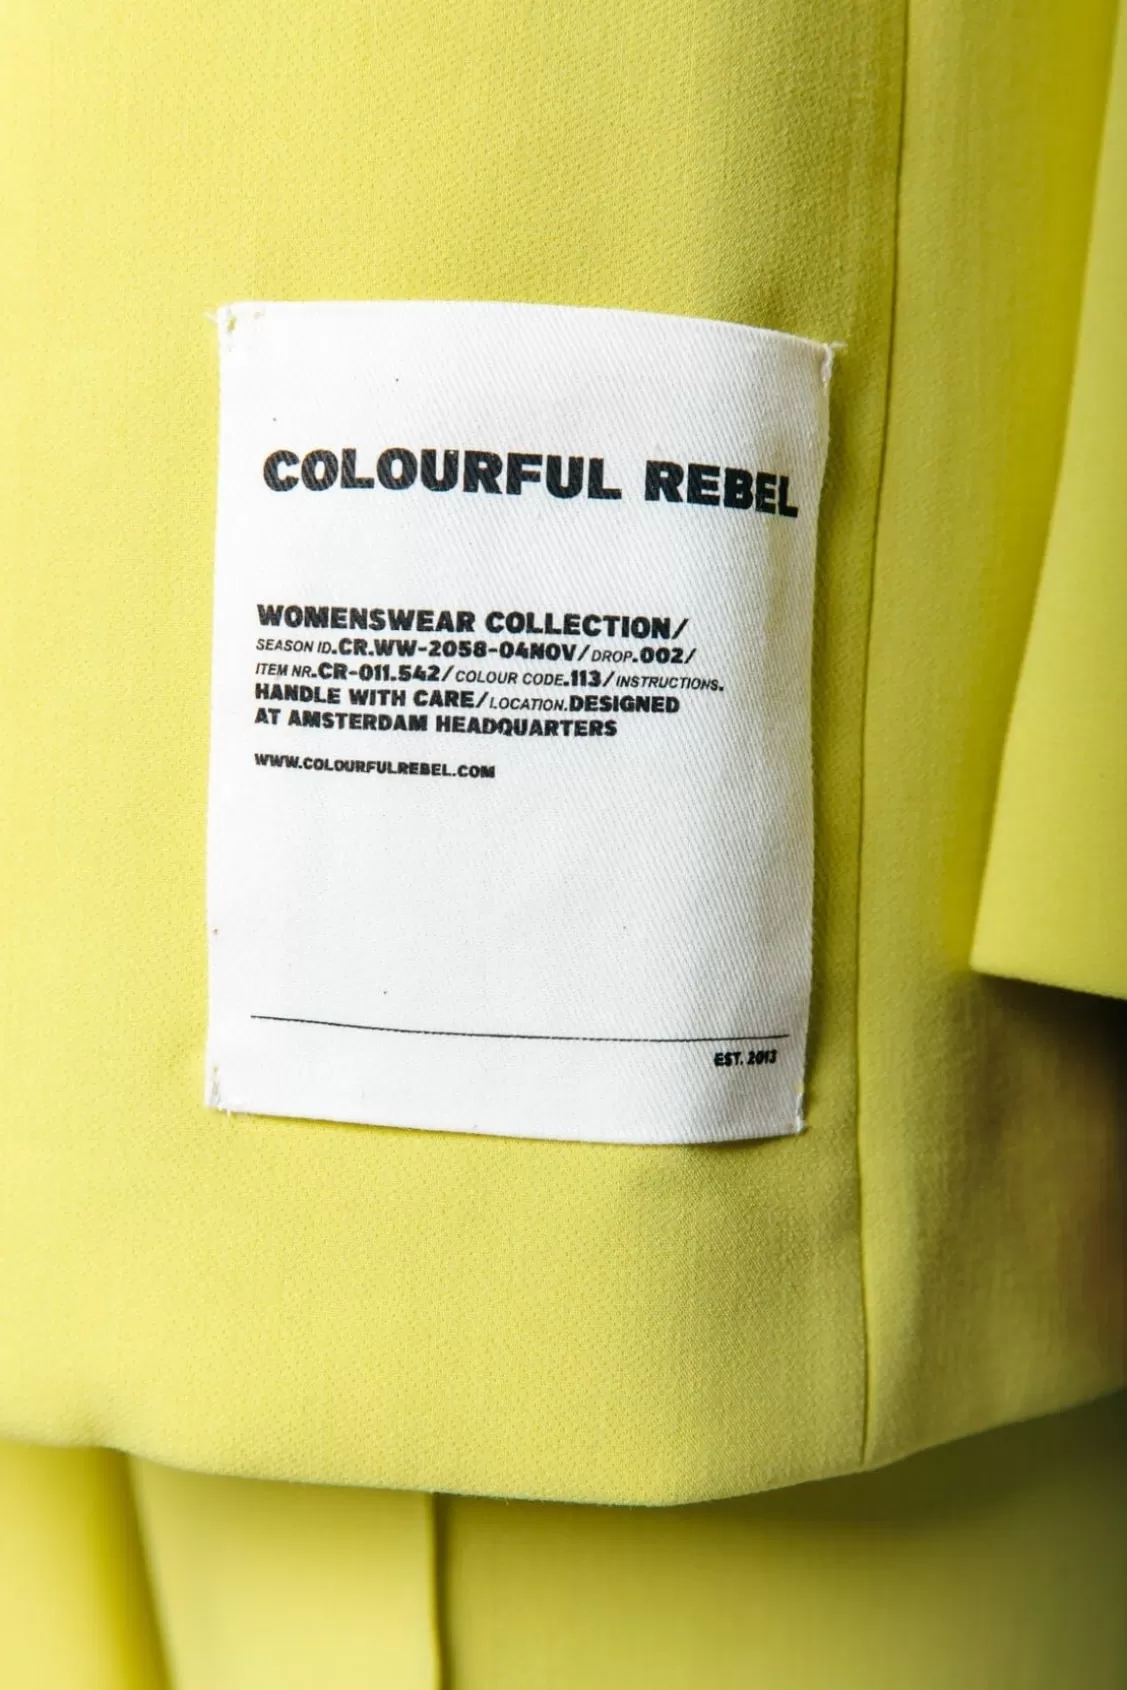 COLOURFUL REBEL
WOMENSWEAR COLLECTION/
SEASON ID.CR.WW-2058-04NOV/DROP.002/
ITEM NR.CR-011.542/COLOUR CODE.113/INSTRUCTIONS.
HANDLE WITH CARE/LOCATION.DESIGNED
AT AMSTERDAM HEADQUARTERS
WWW.COLOURFULREBEL.COM
EST. 2013